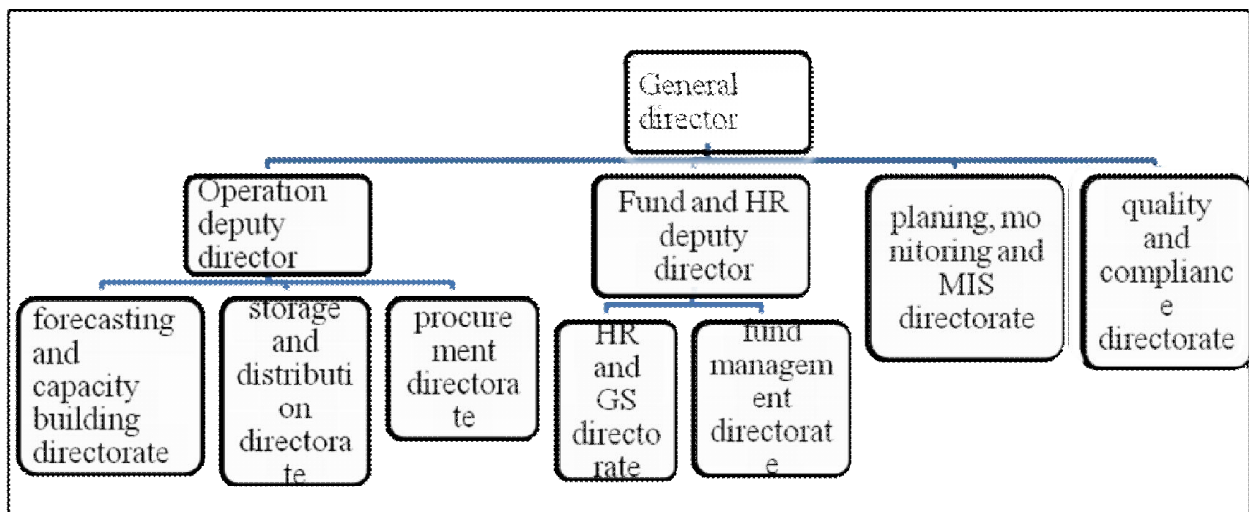 General
director
Operation
deputy
director
Fund and HR
deputy
director
planing, mo
nitoring and
MIS
directorate
quality
and
complianc
e
directorate
forecasting
and
capacity
building
directorate
storage
and
distributi
on
directora
te
procure
ment
directora
te
HR
and
GS
directo
rate
fund
managem
ent
directorat
e